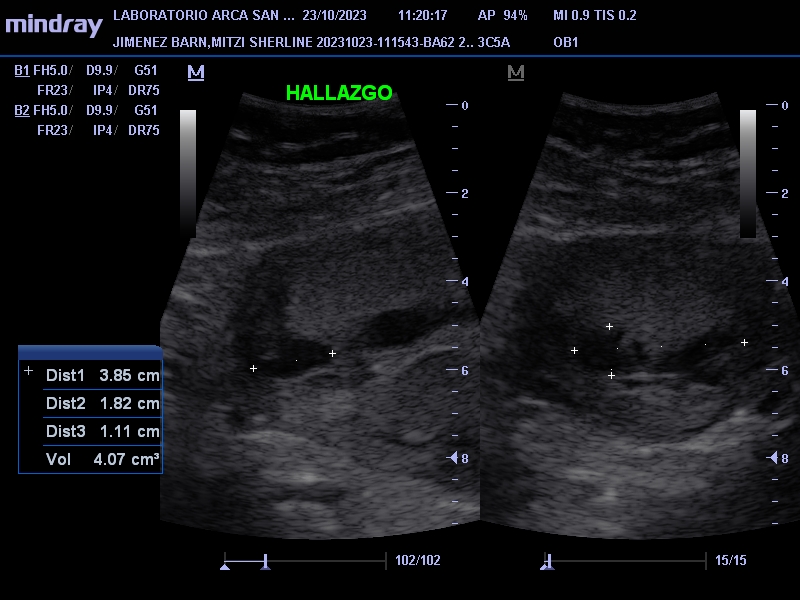 mindray
LABORATORIO ARCA SAN ... 23/10/2023 11:20:17 AP 94% MI 0.9 TIS 0.2
JIMENEZ BARN,MITZI SHERLINE 20231023-111543-BA62 2.. 3C5A OB1
B1 FH5.0/ D9.9/ G51
FR23/ IP4/ DR75
B2 FH5.0/ D9.9/ G51
FR23/ IP4/ DR75
M
M
HALLAZGO
0
2
4
6
8
0
2
4
6
8
+ Dist1 3.85 cm
Dist2 1.82 cm
Dist3 1.11 cm
Vol 4.07 cm³
102/102
15/15